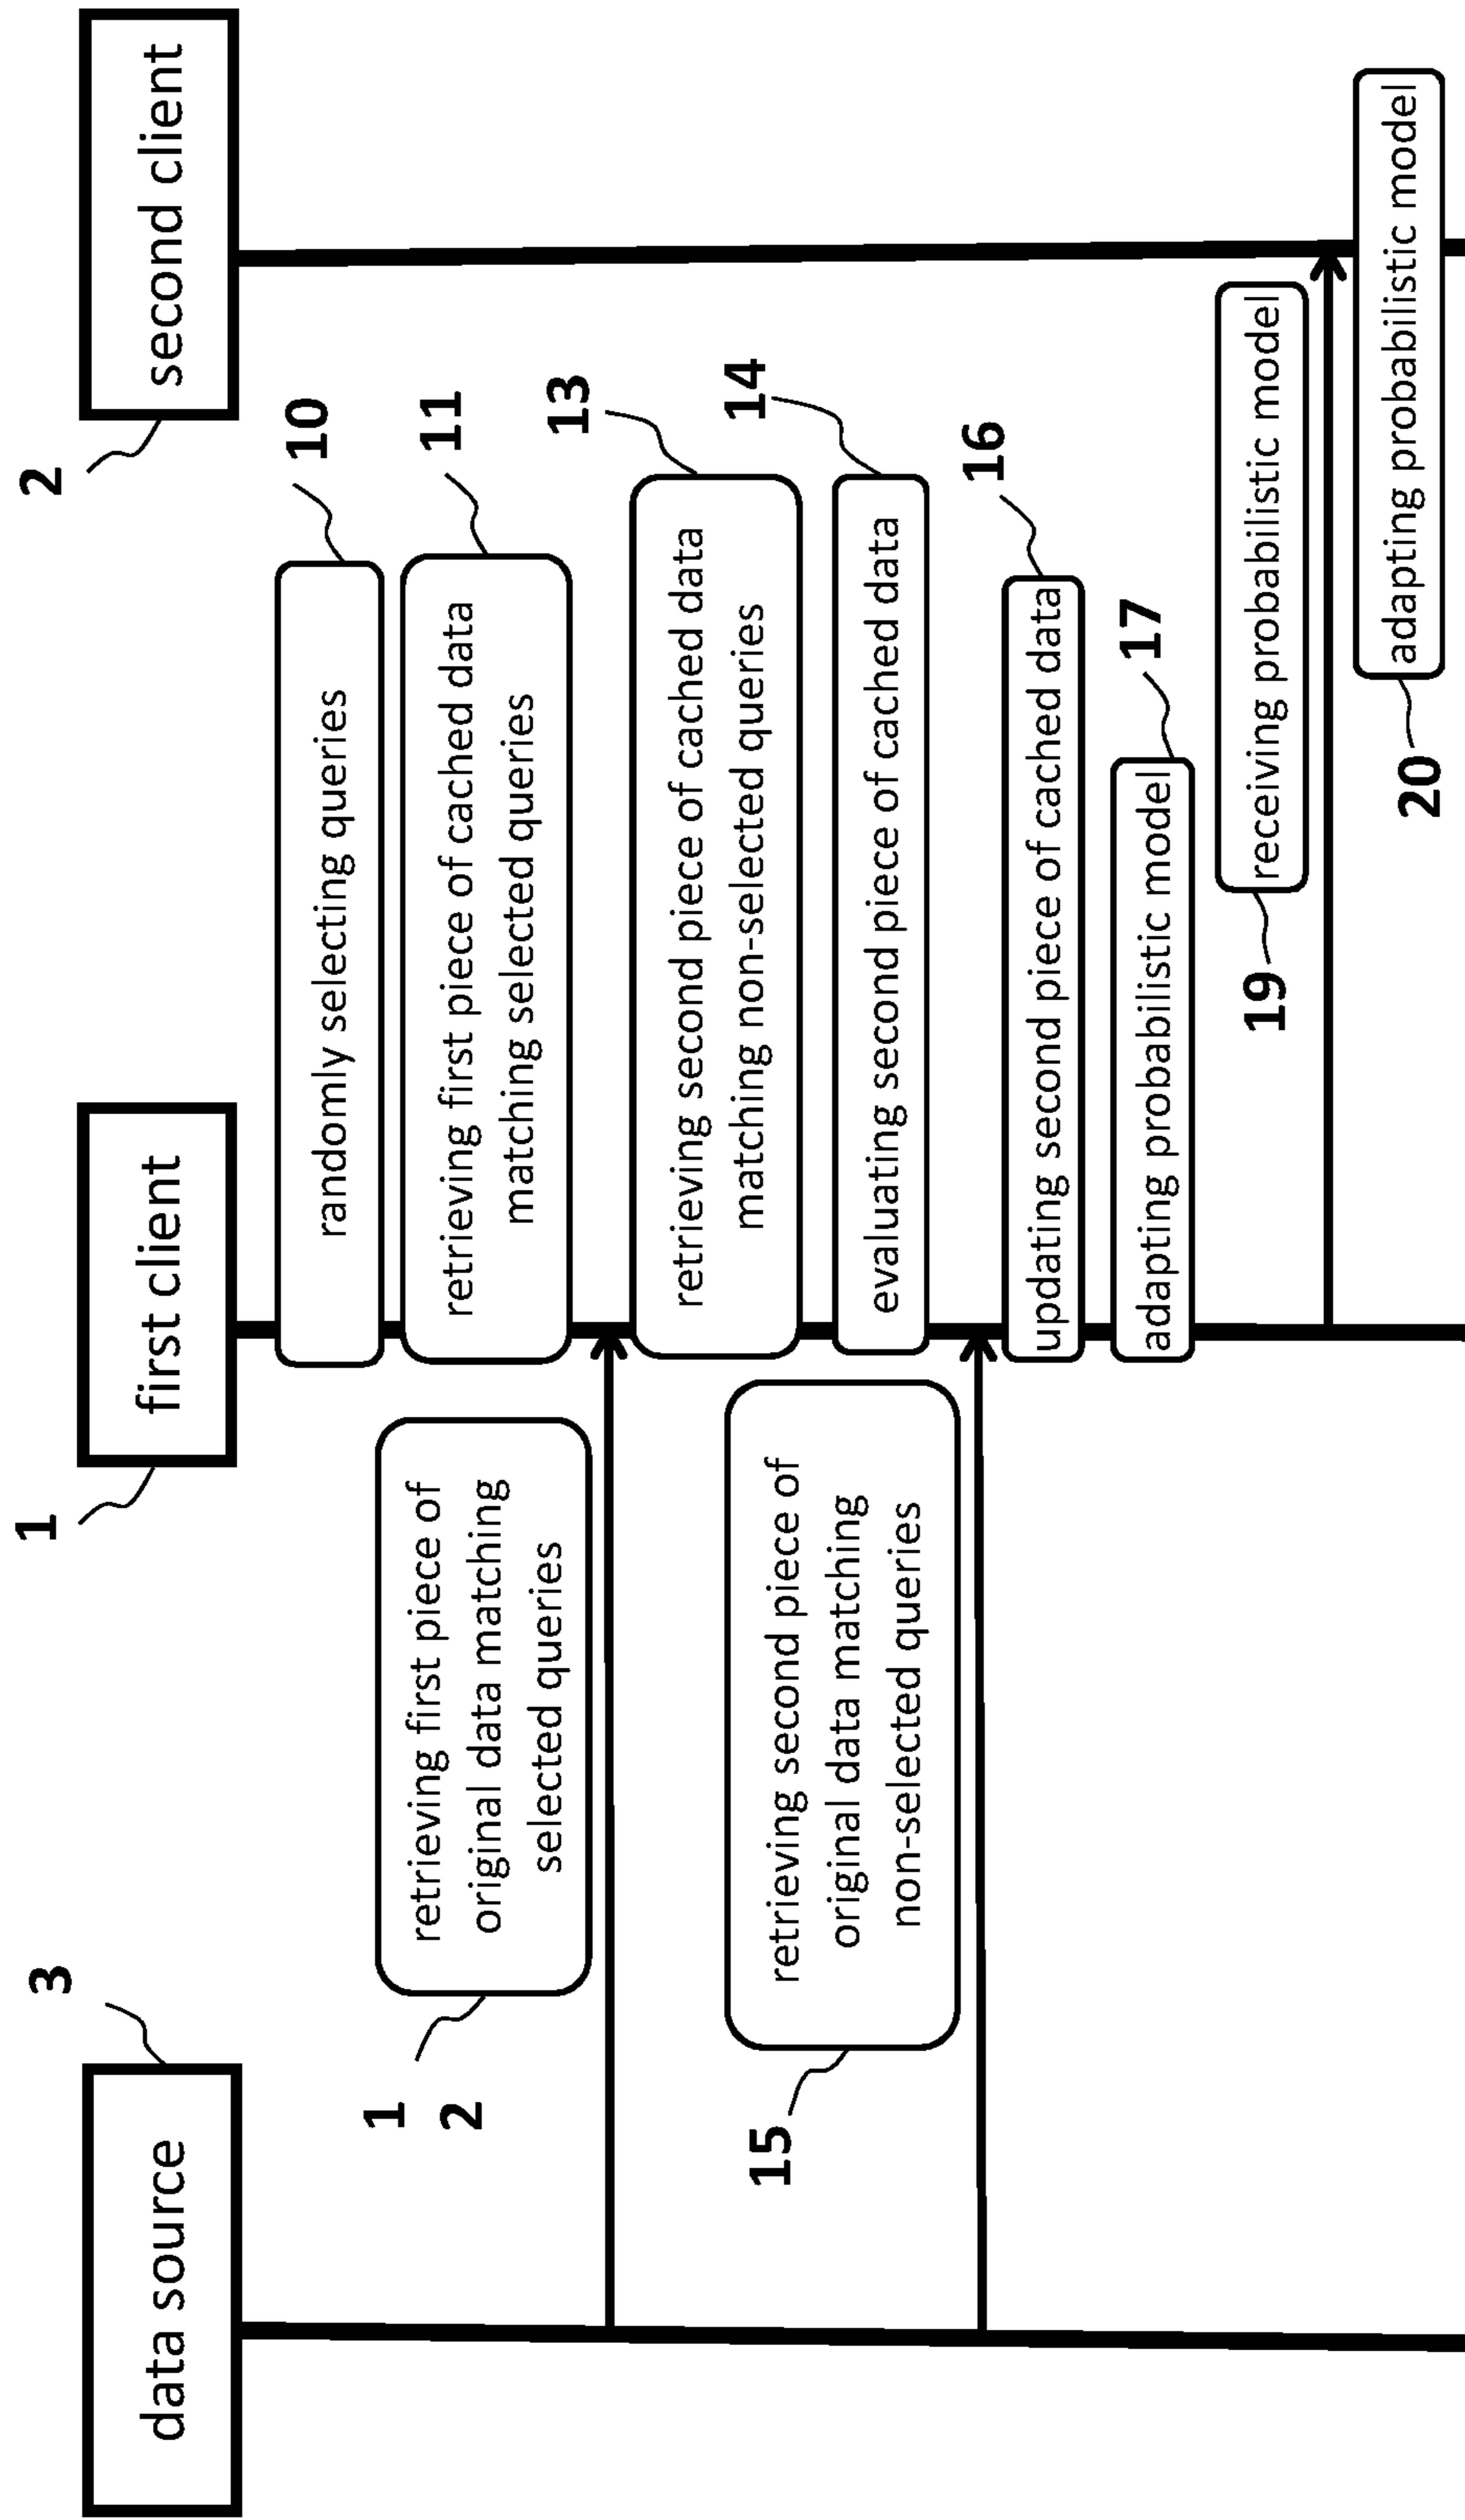 3
data source
1
first client
2
second client
10
randomly selecting queries
11
retrieving first piece of cached data
matching selected queries
1
2
retrieving first piece of
original data matching
selected queries
13
retrieving second piece of cached data
matching non-selected queries
14
evaluating second piece of cached data
15
retrieving second piece of
original data matching
non-selected queries
16
updating second piece of cached data
17
adapting probabilistic model
19
receiving probabilistic model
20
adapting probabilistic model